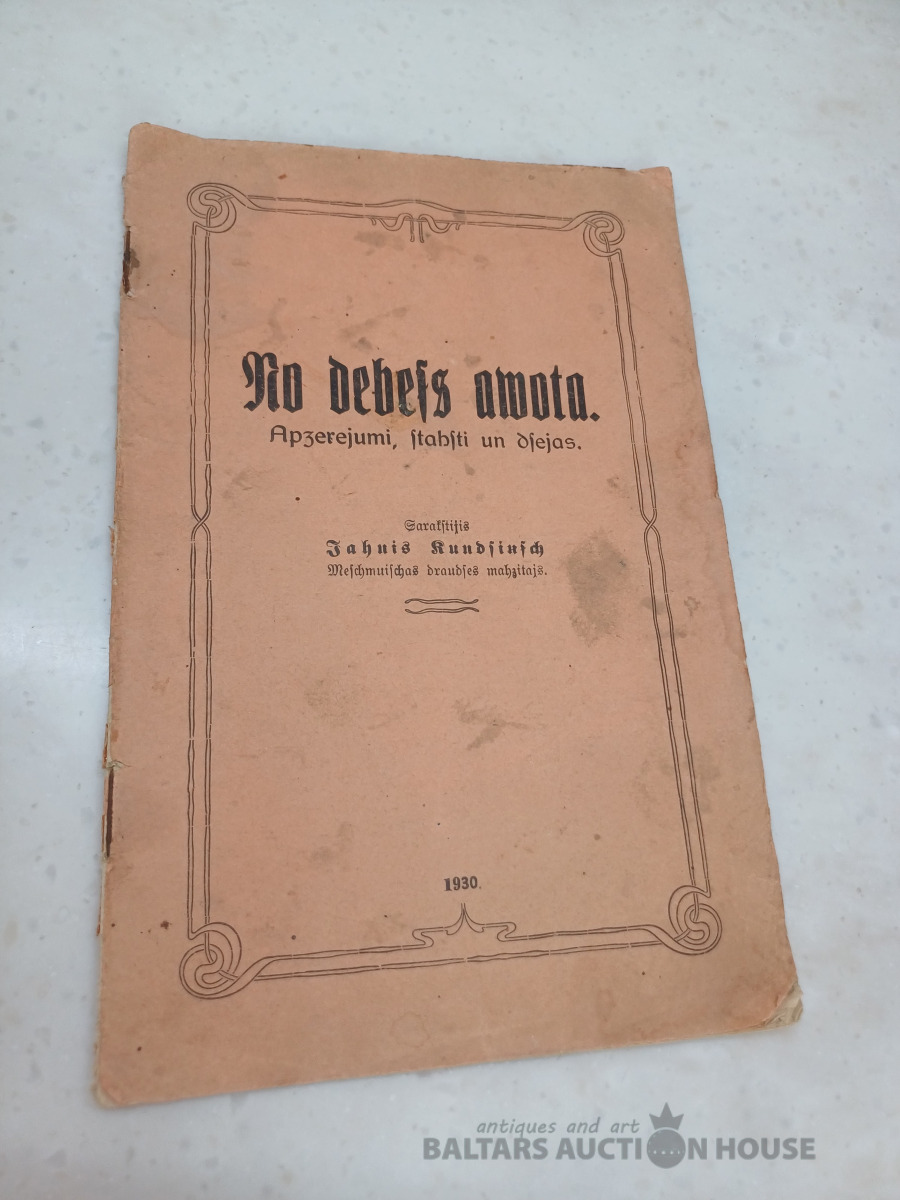 No debeſs awota.
Apzerejumi, ſtahſti un dſejas.
Sarakſtijis
Jahnis Kundſinſch
Meſchmuiſchas draudſes mahzitajs.
1930.
antiques and art
BALTARS AUCTION HOUSE